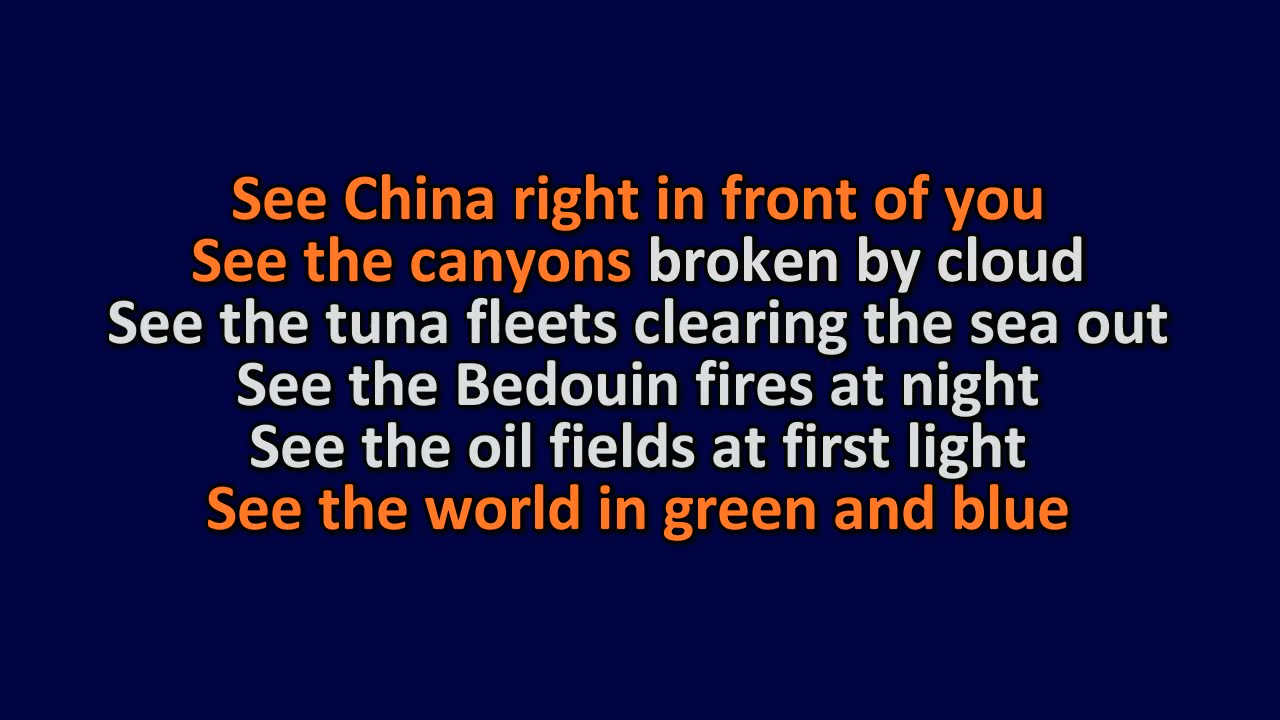 See China right in front of you
See the canyons broken by cloud
See the tuna fleets clearing the sea out
See the Bedouin fires at night
See the oil fields at first light
See the world in green and blue